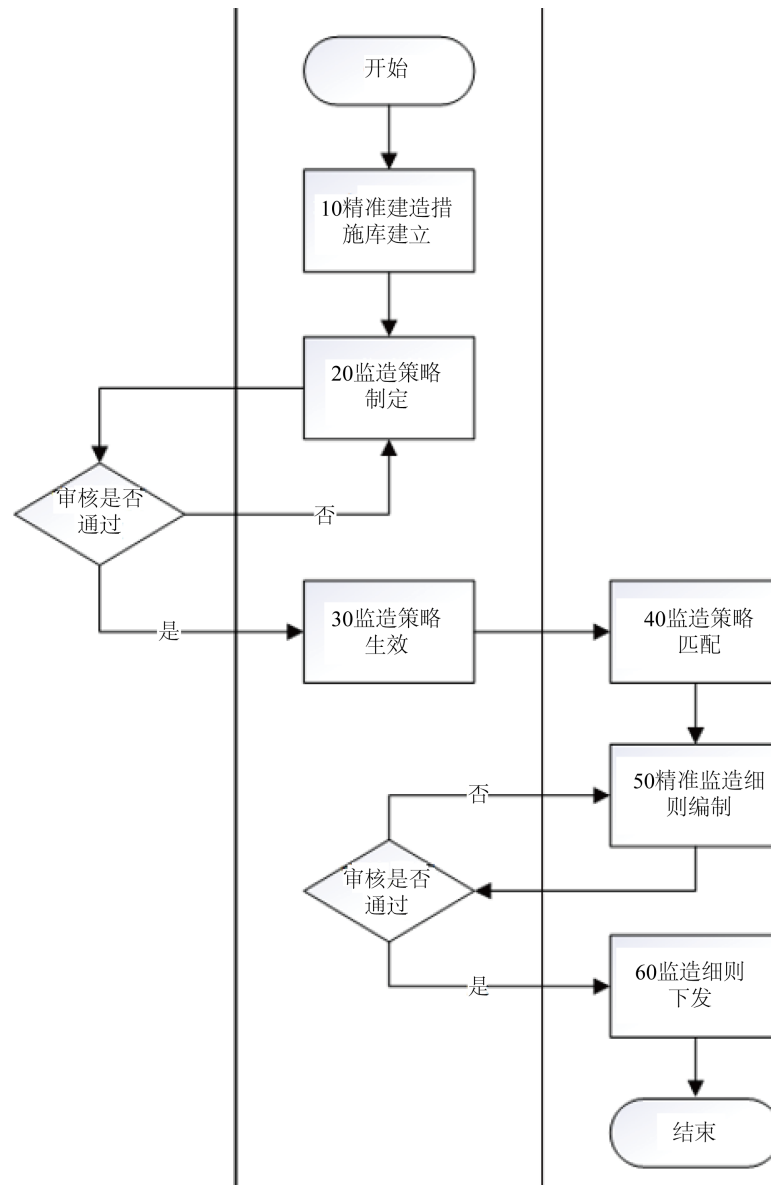 开始
10精准建造措
施库建立
20监造策略
制定
审核是否
通过
否
是
30监造策略
生效
40监造策略
匹配
50精准监造细
则编制
否
审核是否
通过
是
60监造细则
下发
结束